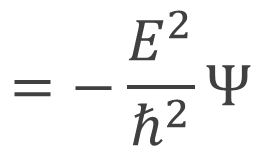 = − E²/ħ² Ψ